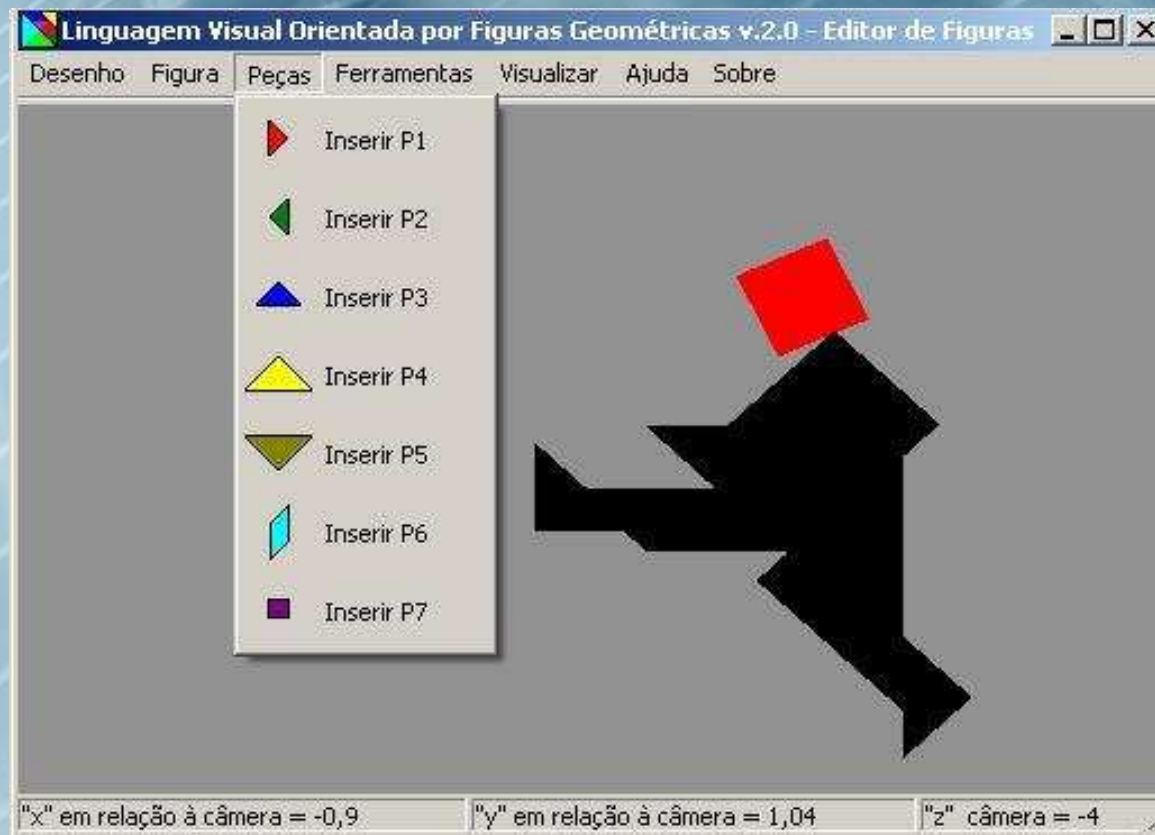 Linguagem Visual Orientada por Figuras Geométricas v.2.0 - Editor de Figuras
Desenho Figura Peças Ferramentas Visualizar Ajuda Sobre
Inserir P1
Inserir P2
Inserir P3
Inserir P4
Inserir P5
Inserir P6
Inserir P7
"x" em relação à câmera = -0,9 "y" em relação à câmera = 1,04 "z" câmera = -4